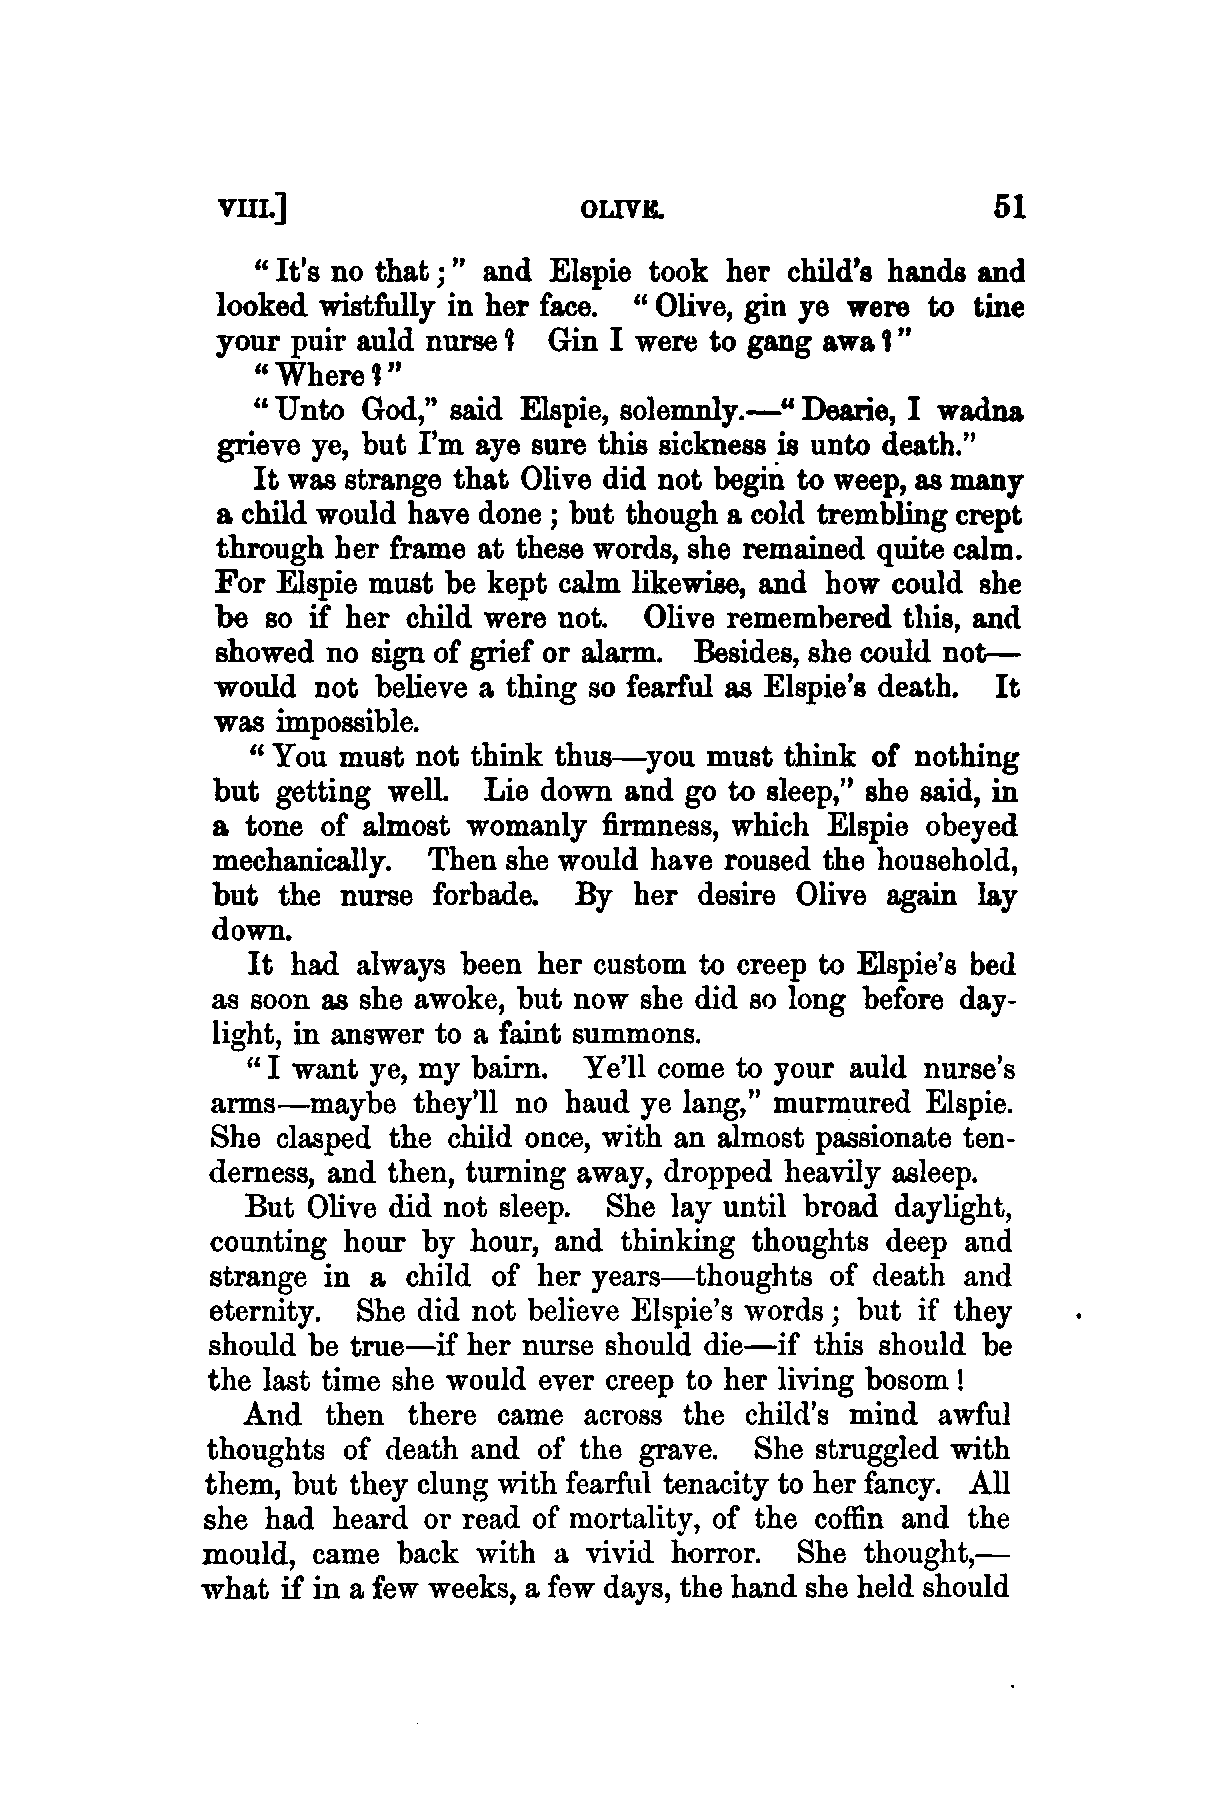 VIII.] OLIVE. 51
"It's no that;" and Elspie took her child's hands and
looked wistfully in her face. "Olive, gin ye were to tine
your puir auld nurse? Gin I were to gang awa?"
"Where?"
"Unto God," said Elspie, solemnly.—"Dearie, I wadna
grieve ye, but I'm aye sure this sickness is unto death."
It was strange that Olive did not begin to weep, as many
a child would have done; but though a cold trembling crept
through her frame at these words, she remained quite calm.
For Elspie must be kept calm likewise, and how could she
be so if her child were not. Olive remembered this, and
showed no sign of grief or alarm. Besides, she could not—
would not believe a thing so fearful as Elspie's death. It
was impossible.
"You must not think thus—you must think of nothing
but getting well. Lie down and go to sleep," she said, in
a tone of almost womanly firmness, which Elspie obeyed
mechanically. Then she would have roused the household,
but the nurse forbade. By her desire Olive again lay
down.
It had always been her custom to creep to Elspie's bed
as soon as she awoke, but now she did so long before day-
light, in answer to a faint summons.
"I want ye, my bairn. Ye'll come to your auld nurse's
arms—maybe they'll no haud ye lang," murmured Elspie.
She clasped the child once, with an almost passionate ten-
derness, and then, turning away, dropped heavily asleep.
But Olive did not sleep. She lay until broad daylight,
counting hour by hour, and thinking thoughts deep and
strange in a child of her years—thoughts of death and
eternity. She did not believe Elspie's words; but if they
should be true—if her nurse should die—if this should be
the last time she would ever creep to her living bosom!
And then there came across the child's mind awful
thoughts of death and of the grave. She struggled with
them, but they clung with fearful tenacity to her fancy. All
she had heard or read of mortality, of the coffin and the
mould, came back with a vivid horror. She thought,—
what if in a few weeks, a few days, the hand she held should